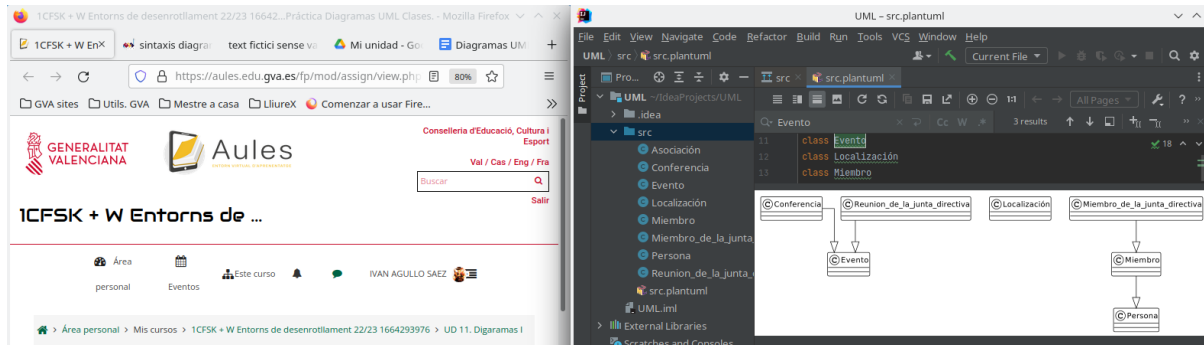 1CFSK + W Entorns de desenrotllament 22/23 16642...Práctica Diagramas UML Clases. - Mozilla Firefox
1CFSK + W En
sintaxis diagra
text fictici sense va
Mi unidad - Go
Diagramas UM
https://aules.edu.gva.es/fp/mod/assign/view.php
80%
GVA sites
Utils. GVA
Mestre a casa
LliureX
Comenzar a usar Fire...
GENERALITAT
VALENCIANA
Aules
Conselleria d'Educació, Cultura i
Esport
Val / Cas / Eng / Fra
Buscar
Salir
1CFSK + W Entorns de ...
Área
personal
Eventos
Este curso
IVAN AGULLO SAEZ
Área personal > Mis cursos > 1CFSK + W Entorns de desenrotllament 22/23 1664293976 > UD 11. Digaramas I
UML – src.plantuml
File Edit View Navigate Code Refactor Build Run Tools VCS Window Help
UML src src.plantuml
Current File
Project
Pro...
src
src.plantuml
UML ~/IdeaProjects/UML
.idea
src
Asociación
Conferencia
Evento
Localización
Miembro
Miembro_de_la_junta_
Persona
Reunion_de_la_junta_
src.plantuml
UML.iml
External Libraries
Scratches and Consoles
1:1
All Pages
Evento
Cc W .*
3 results
11 class Evento
12 class Localización
13 class Miembro
18
C Conferencia
C Reunion_de_la_junta_directiva
C Localización
C Miembro_de_la_junta_directiva
C Evento
C Miembro
C Persona